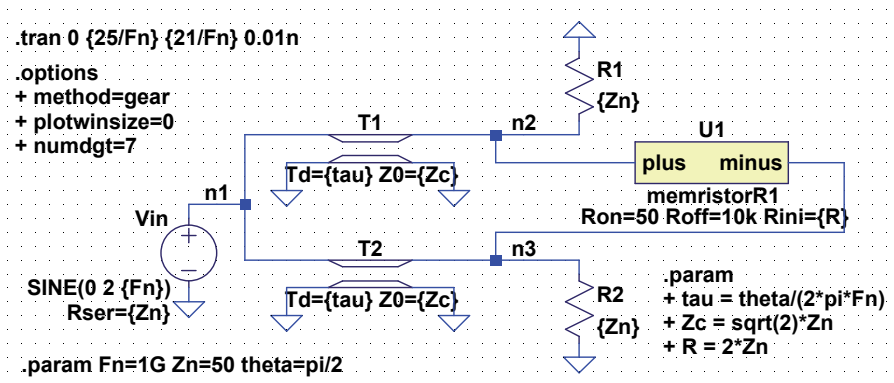 .tran 0 {25/Fn} {21/Fn} 0.01n
.options
+ method=gear
+ plotwinsize=0
+ numdgt=7
R1
{Zn}
T1
n2
U1
plus minus
Td={tau} Z0={Zc}
memristorR1
Ron=50 Roff=10k Rini={R}
n1
Vin
+
−
SINE(0 2 {Fn})
Rser={Zn}
T2
n3
Td={tau} Z0={Zc}
R2
{Zn}
.param
+ tau = theta/(2*pi*Fn)
+ Zc = sqrt(2)*Zn
+ R = 2*Zn
.param Fn=1G Zn=50 theta=pi/2